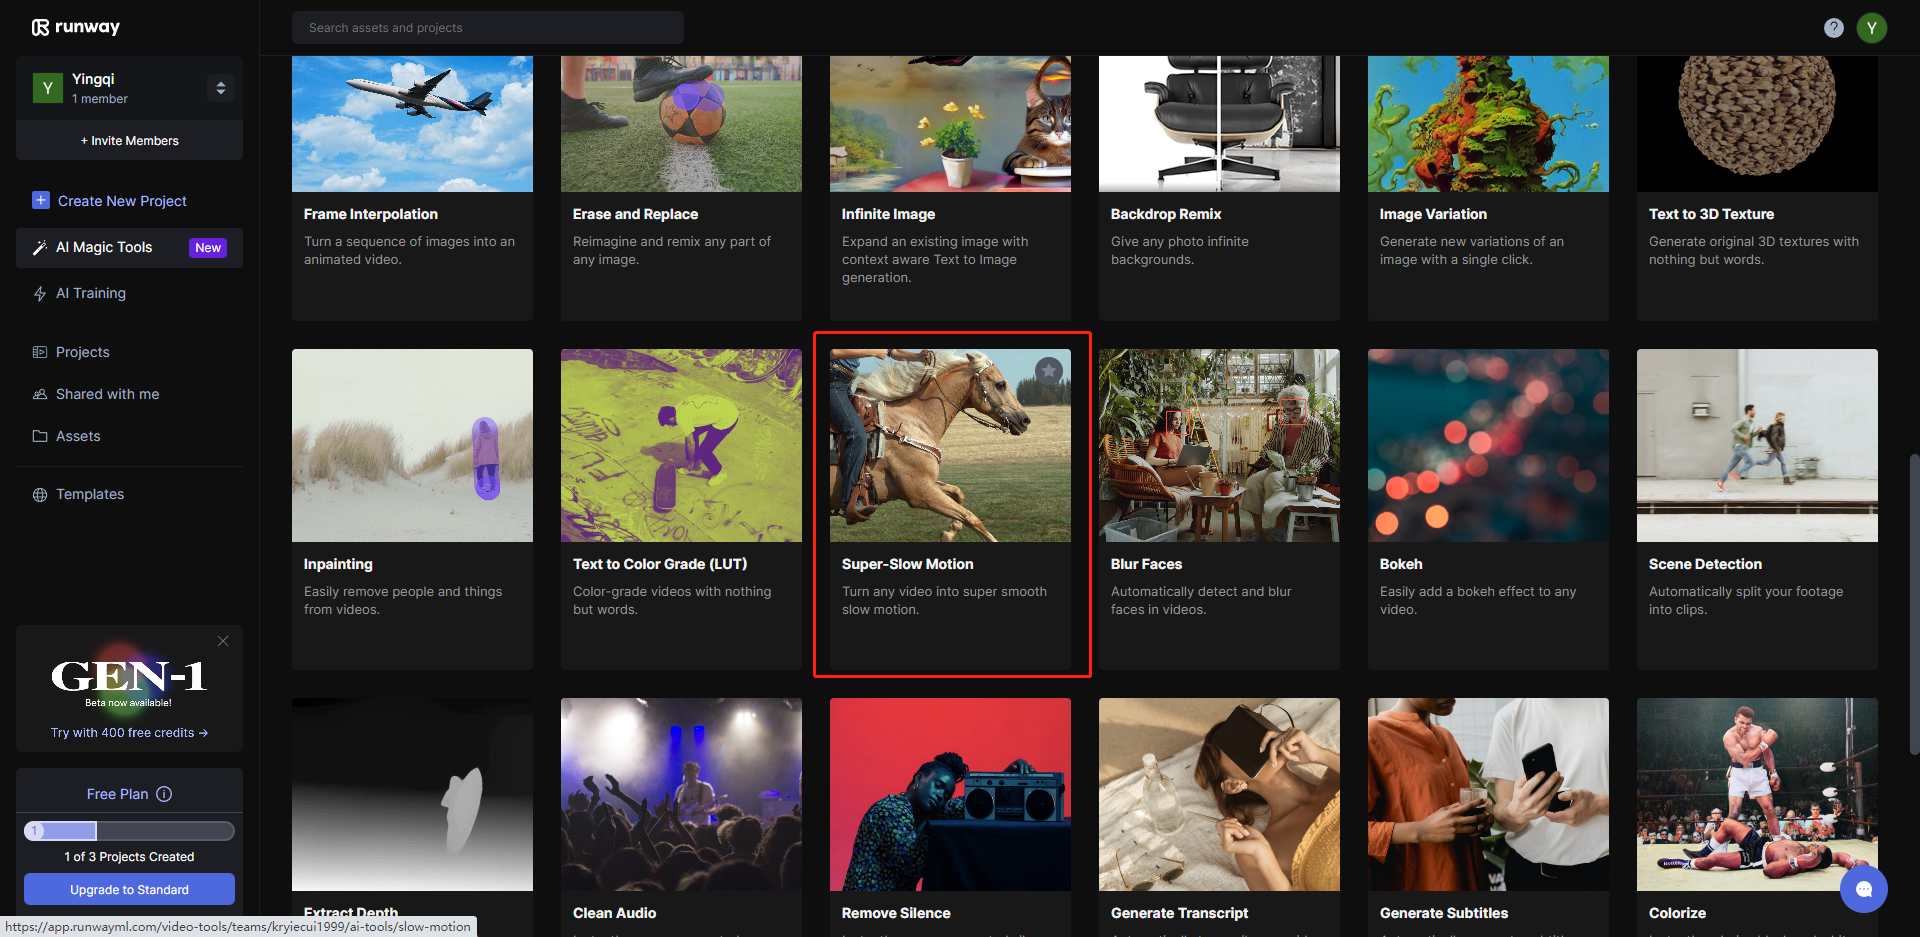 runway
Search assets and projects
?
Y
Y
Yingqi
1 member
+ Invite Members
Create New Project
AI Magic Tools
New
AI Training
Projects
Shared with me
Assets
Templates
GEN-1
Beta now available!
Try with 400 free credits →
Free Plan
1
1 of 3 Projects Created
Upgrade to Standard
Frame Interpolation
Turn a sequence of images into an
animated video.
Erase and Replace
Reimagine and remix any part of
any image.
Infinite Image
Expand an existing image with
context aware Text to Image
generation.
Backdrop Remix
Give any photo infinite
backgrounds.
Image Variation
Generate new variations of an
image with a single click.
Text to 3D Texture
Generate original 3D textures with
nothing but words.
Inpainting
Easily remove people and things
from videos.
Text to Color Grade (LUT)
Color-grade videos with nothing
but words.
Super-Slow Motion
Turn any video into super smooth
slow motion.
Blur Faces
Automatically detect and blur
faces in videos.
Bokeh
Easily add a bokeh effect to any
video.
Scene Detection
Automatically split your footage
into clips.
Extract Depth
Clean Audio
Remove Silence
Generate Transcript
Generate Subtitles
Colorize
https://app.runwayml.com/video-tools/teams/kryiecui1999/ai-tools/slow-motion